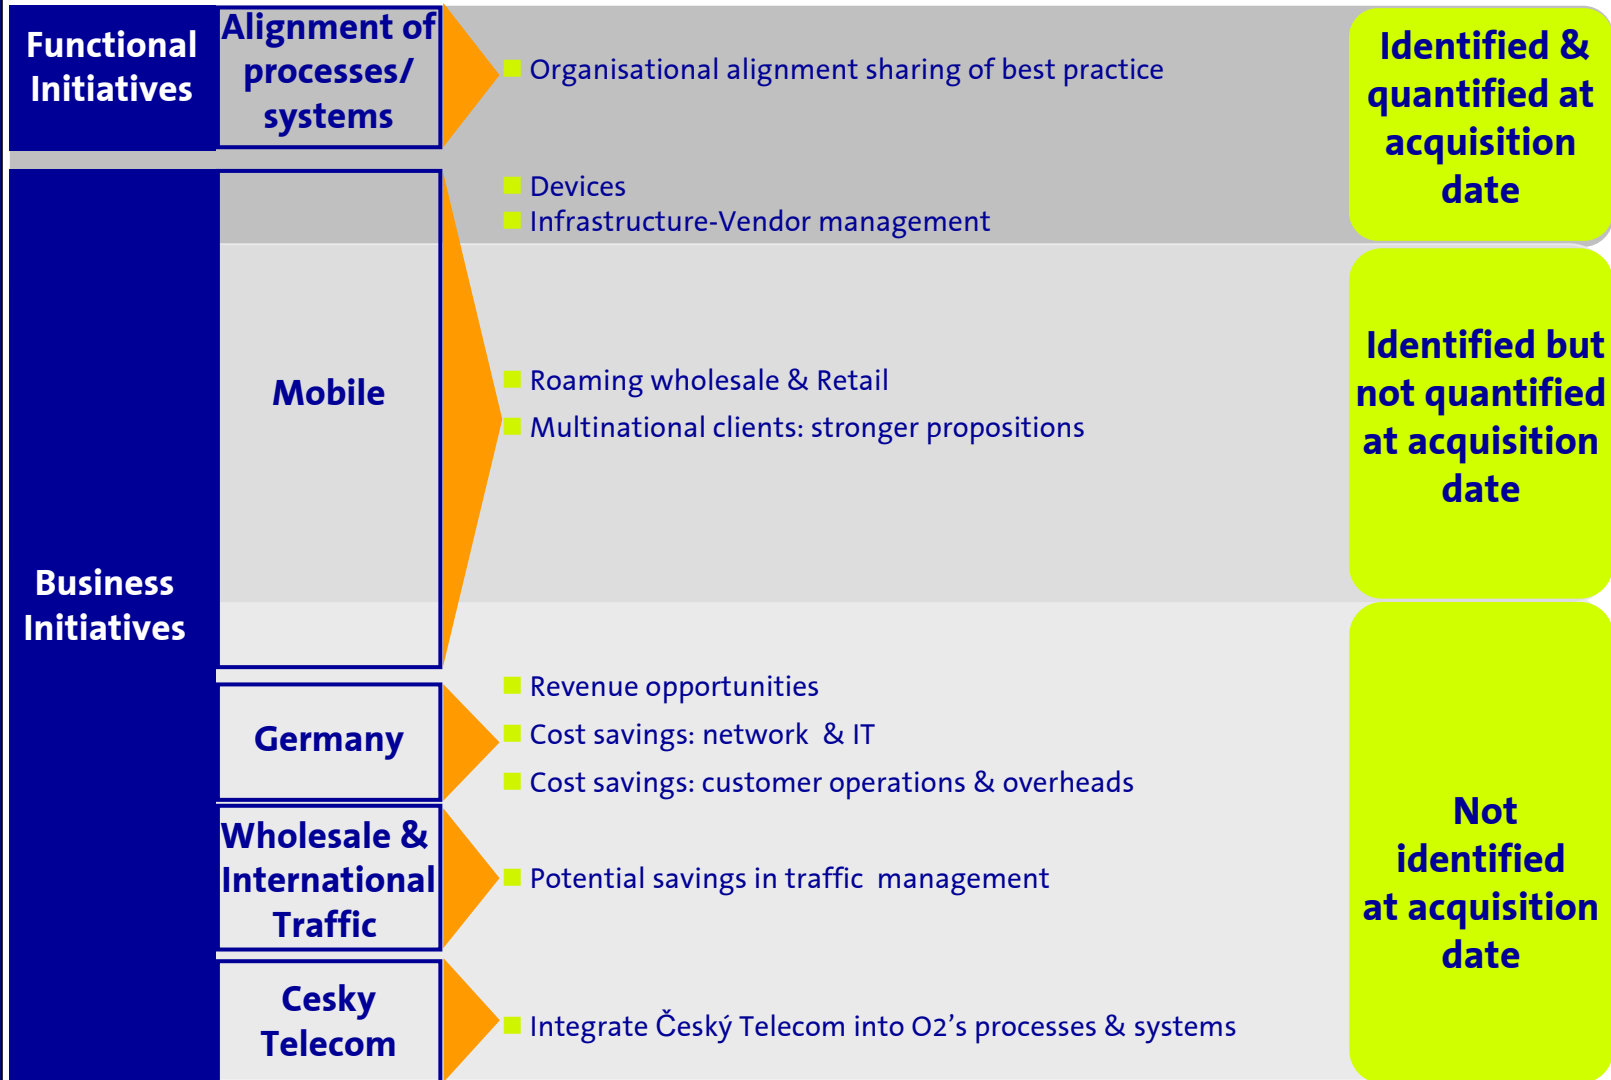 Functional
Initiatives
Alignment of
processes/
systems
Organisational alignment sharing of best practice
Identified &
quantified at
acquisition
date
Business
Initiatives
Mobile
Devices
Infrastructure-Vendor management
Roaming wholesale & Retail
Multinational clients: stronger propositions
Identified but
not quantified
at acquisition
date
Germany
Revenue opportunities
Cost savings: network & IT
Cost savings: customer operations & overheads
Wholesale &
International
Traffic
Potential savings in traffic management
Cesky
Telecom
Integrate Český Telecom into O2's processes & systems
Not
identified
at acquisition
date